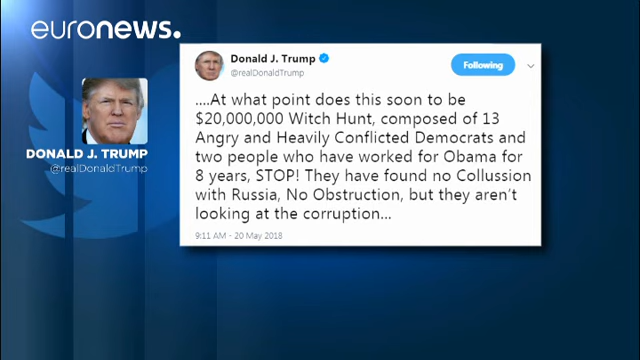 euronews.
Donald J. Trump
@realDonaldTrump
Following
....At what point does this soon to be
$20,000,000 Witch Hunt, composed of 13
Angry and Heavily Conflicted Democrats and
two people who have worked for Obama for
8 years, STOP! They have found no Collussion
with Russia, No Obstruction, but they aren't
looking at the corruption...
9:11 AM - 20 May 2018
DONALD J. TRUMP
@realDonaldTrump